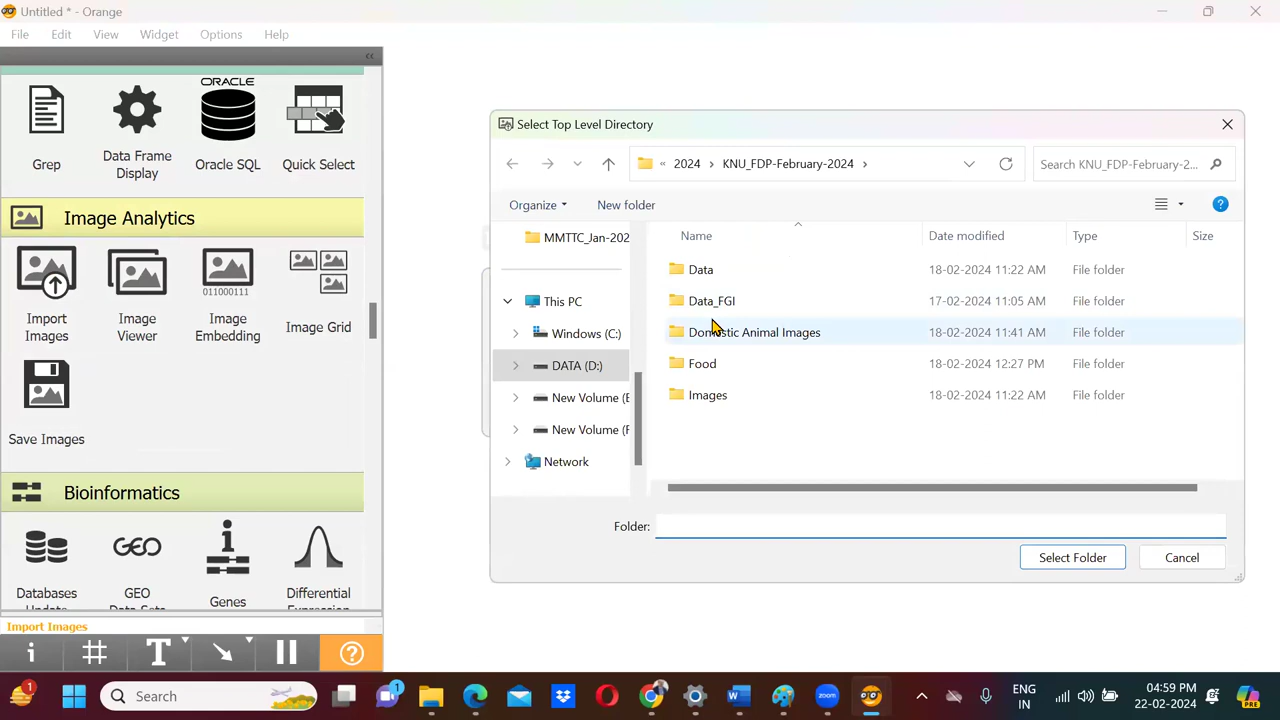 Untitled * - Orange
File Edit View Widget Options Help
«
ORACLE
Grep
Data Frame Display
Oracle SQL
Quick Select
Image Analytics
011000111
Import Images
Image Viewer
Image Embedding
Image Grid
Save Images
Bioinformatics
GEO
Databases Update
GEO Data Sets
Genes
Differential Expression
Import Images
Select Top Level Directory
« 2024 > KNU_FDP-February-2024 >
Search KNU_FDP-February-2...
Organize
New folder
MMTTC_Jan-202
This PC
Windows (C:)
DATA (D:)
New Volume (E
New Volume (F
Network
Name Date modified Type Size
Data 18-02-2024 11:22 AM File folder
Data_FGI 17-02-2024 11:05 AM File folder
Domestic Animal Images 18-02-2024 11:41 AM File folder
Food 18-02-2024 12:27 PM File folder
Images 18-02-2024 11:22 AM File folder
Folder:
Select Folder
Cancel
1
Search
1
zoom
ENG
IN
04:59 PM
22-02-2024
PRE